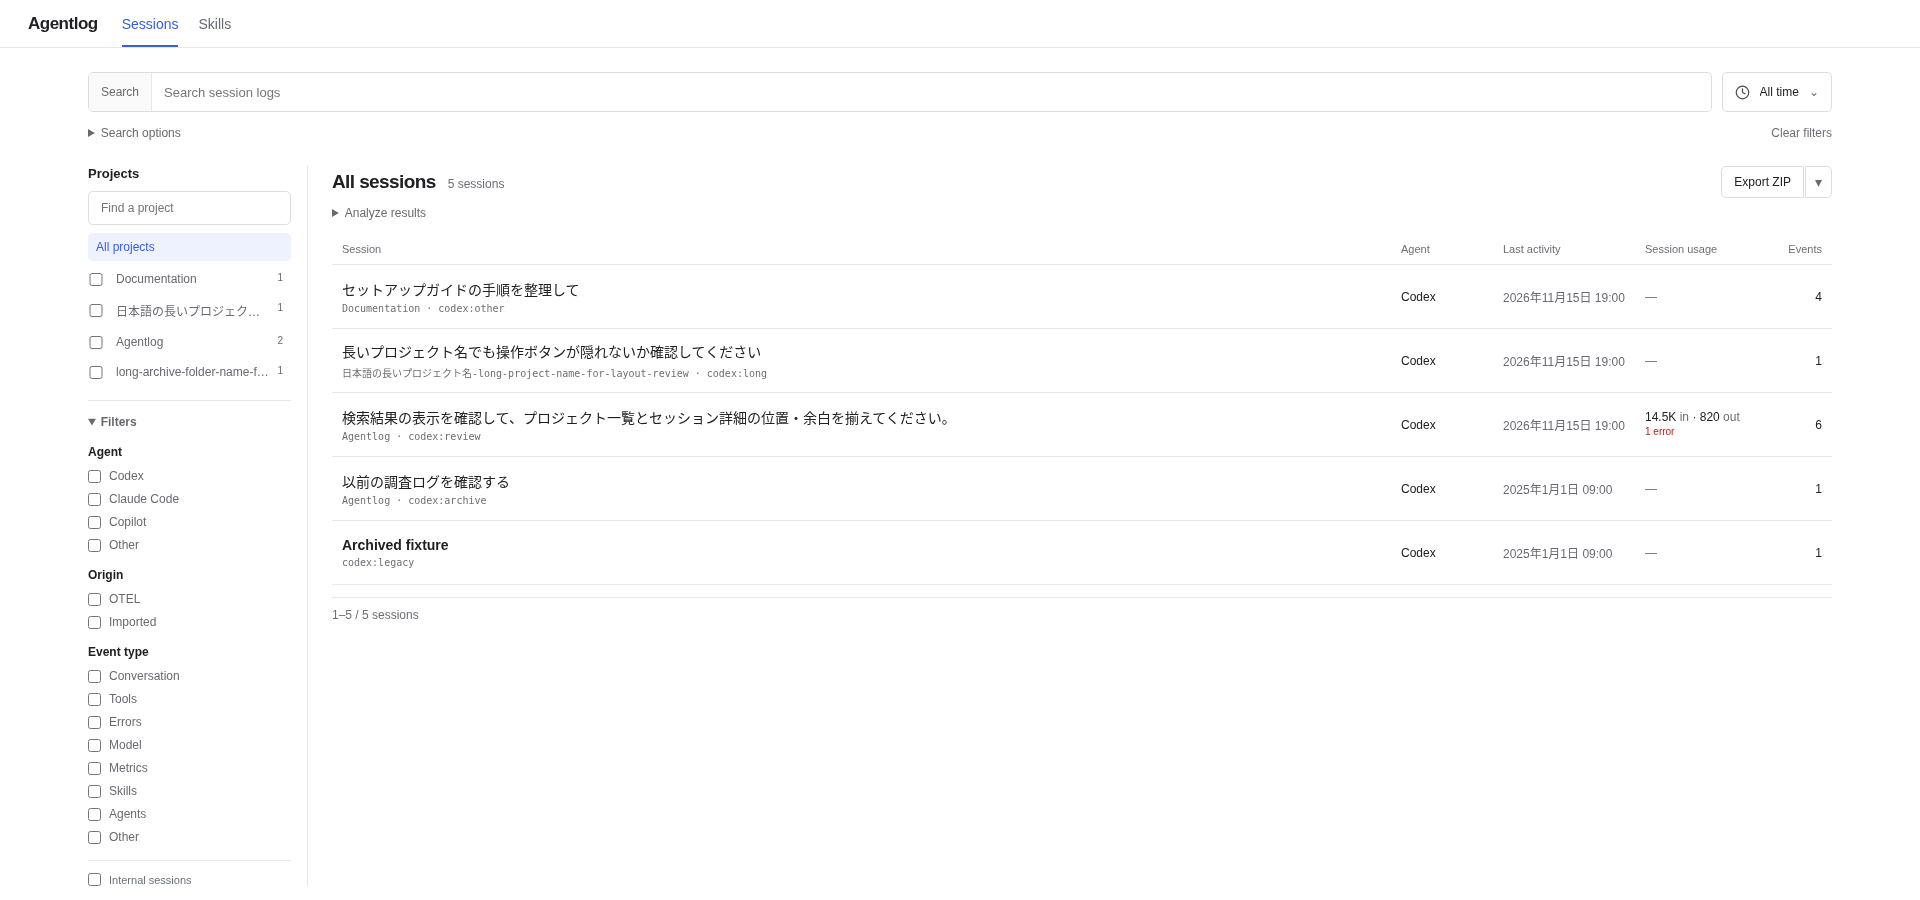 Agentlog Sessions Skills
Search Search session logs All time
Search options Clear filters
Projects
Find a project
All projects
Documentation 1
日本語の長いプロジェク… 1
Agentlog 2
long-archive-folder-name-f… 1
Filters
Agent
Codex
Claude Code
Copilot
Other
Origin
OTEL
Imported
Event type
Conversation
Tools
Errors
Model
Metrics
Skills
Agents
Other
Internal sessions
All sessions 5 sessions Export ZIP
Analyze results
Session Agent Last activity Session usage Events
セットアップガイドの手順を整理して
Documentation · codex:other
Codex 2026年11月15日 19:00 — 4
長いプロジェクト名でも操作ボタンが隠れないか確認してください
日本語の長いプロジェクト名-long-project-name-for-layout-review · codex:long
Codex 2026年11月15日 19:00 — 1
検索結果の表示を確認して、プロジェクト一覧とセッション詳細の位置・余白を揃えてください。
Agentlog · codex:review
Codex 2026年11月15日 19:00 14.5K in · 820 out 6
1 error
以前の調査ログを確認する
Agentlog · codex:archive
Codex 2025年1月1日 09:00 — 1
Archived fixture
codex:legacy
Codex 2025年1月1日 09:00 — 1
1–5 / 5 sessions